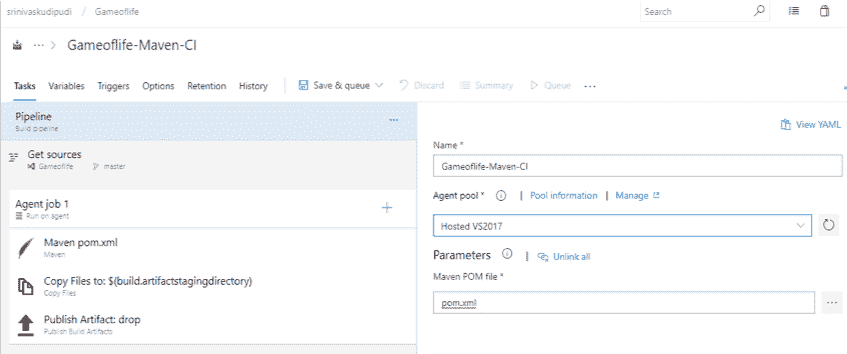 srinivaskudipudi / Gameoflife
Search
... > Gameoflife-Maven-CI
Tasks Variables Triggers Options Retention History Save & queue Discard Summary Queue ...
Pipeline
Build pipeline
...
View YAML
Get sources
Gameoflife master
Name *
Gameoflife-Maven-CI
Agent job 1
Run on agent
+
Agent pool * | Pool information | Manage
Hosted VS2017
Maven pom.xml
Maven
Parameters | Unlink all
Copy Files to: $(build.artifactstagingdirectory)
Copy Files
Maven POM file *
pom.xml
...
Publish Artifact: drop
Publish Build Artifacts